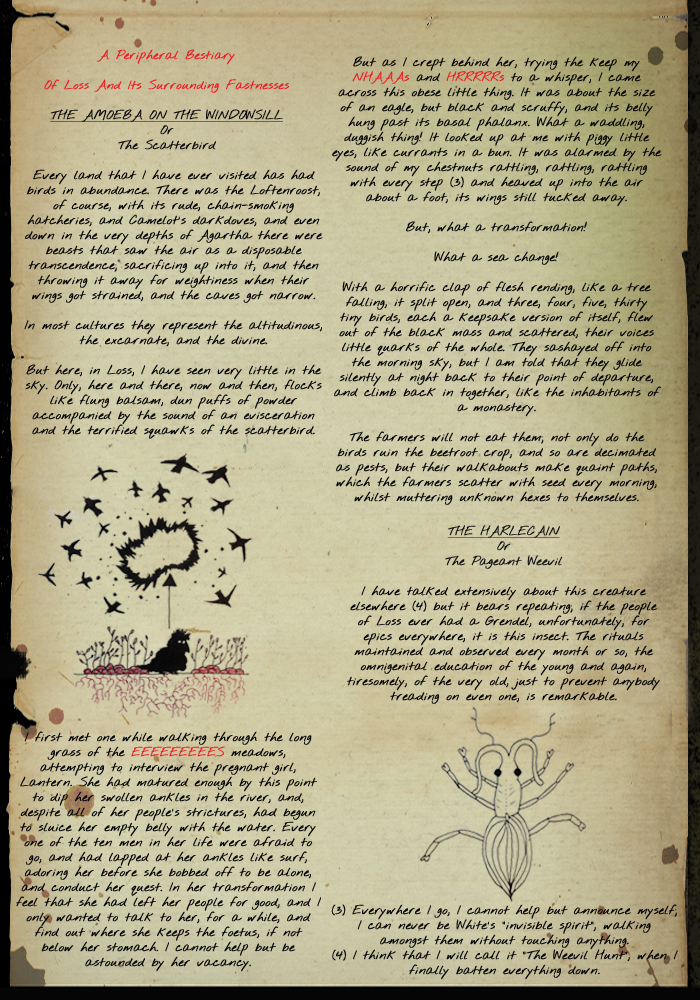 A Peripheral Bestiary
Of Loss And Its Surrounding Fastnesses
THE AMOEBA ON THE WINDOWSILL
Or
The Scatterbird
Every land that I have ever visited has had
birds in abundance. There was the Loftenroost,
of course, with its rude, chain-smoking
hatcheries, and Camelot's darkdoves, and even
down in the very depths of Agartha there were
beasts that saw the air as a disposable
transcendence, sacrificing up into it, and then
throwing it away for weightiness when their
wings got strained, and the caves got narrow.
In most cultures they represent the altitudinous,
the excarnate, and the divine.
But here, in Loss, I have seen very little in the
sky. Only, here and there, now and then, flocks
like flung balsam, dun puffs of powder
accompanied by the sound of an evisceration
and the terrified squawks of the scatterbird.
I first met one while walking through the long
grass of the EEEEEEEEEES meadows,
attempting to interview the pregnant girl,
Lantern. She had matured enough by this point
to dip her swollen ankles in the river, and,
despite all of her people's strictures, had begun
to sluice her empty belly with the water. Every
one of the ten men in her life were afraid to
go, and had lapped at her ankles like surf,
adoring her before she bobbed off to be alone,
and conduct her quest. In her transformation I
feel that she had left her people for good, and I
only wanted to talk to her, for a while, and
find out where she keeps the foetus, if not
below her stomach. I cannot help but be
astounded by her vacancy.
But as I crept behind her, trying the keep my
NHAAAs and HRRRRRs to a whisper, I came
across this obese little thing. It was about the size
of an eagle, but black and scruffy, and its belly
hung past its basal phalanx. What a waddling,
duggish thing! It looked up at me with piggy little
eyes, like currants in a bun. It was alarmed by the
sound of my chestnuts rattling, rattling, rattling
with every step (3) and heaved up into the air
about a foot, its wings still tucked away.
But, what a transformation!
What a sea change!
With a horrific clap of flesh rending, like a tree
falling, it split open, and three, four, five, thirty
tiny birds, each a keepsake version of itself, flew
out of the black mass and scattered, their voices
little quarks of the whole. They sashayed off into
the morning sky, but I am told that they glide
silently at night back to their point of departure,
and climb back in together, like the inhabitants of
a monastery.
The farmers will not eat them, not only do the
birds ruin the beetroot crop, and so are decimated
as pests, but their walkabouts make quaint paths,
which the farmers scatter with seed every morning,
whilst muttering unknown hexes to themselves.
THE HARLEQAIN
Or
The Pageant Weevil
I have talked extensively about this creature
elsewhere (4) but it bears repeating, if the people
of Loss ever had a Grendel, unfortunately, for
epics everywhere, it is this insect. The rituals
maintained and observed every month or so, the
omnigenital education of the young and again,
tiresomely, of the very old, just to prevent anybody
treading on even one, is remarkable.
(3) Everywhere I go, I cannot help but announce myself,
I can never be White's "invisible spirit", walking
amongst them without touching anything.
(4) I think that I will call it "The Weevil Hunt", when I
finally batten everything down.